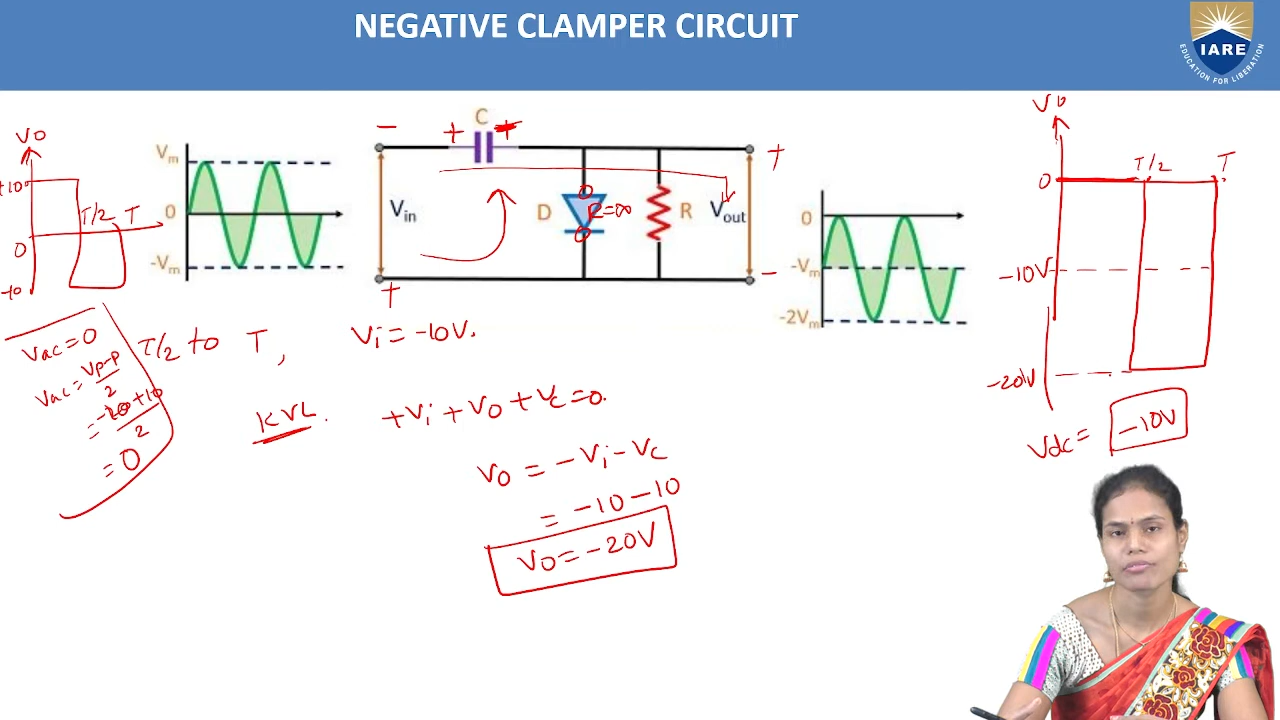 NEGATIVE CLAMPER CIRCUIT
IARE
EDUCATION FOR LIBERATION
VO
+10
0
-10
T/2 T
Vm
0
-Vm
- + C +
Vin
D
R=∞
R
Vout
+ -
+
0
-Vm
-2Vm
VO
0
T/2 T
-10V
-20V
Vdc = -10V
Vac=0
Vac = Vp-p/2
= -20+10/2
= 0
T/2 to T, Vi = -10V.
KVL. +Vi + VO + VC = 0.
VO = -Vi - VC
= -10 - 10
VO = -20V